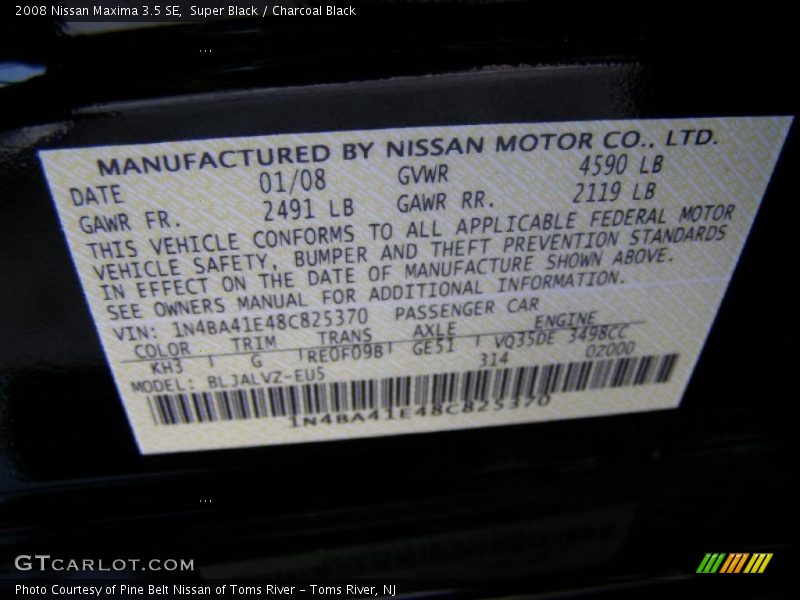 2008 Nissan Maxima 3.5 SE,  Super Black / Charcoal Black
...
MANUFACTURED BY NISSAN MOTOR CO., LTD.
DATE 01/08 GVWR 4590 LB
GAWR FR. 2491 LB GAWR RR. 2119 LB
THIS VEHICLE CONFORMS TO ALL APPLICABLE FEDERAL MOTOR
VEHICLE SAFETY, BUMPER AND THEFT PREVENTION STANDARDS
IN EFFECT ON THE DATE OF MANUFACTURE SHOWN ABOVE.
SEE OWNERS MANUAL FOR ADDITIONAL INFORMATION.
VIN: 1N4BA41E48C825370 PASSENGER CAR
COLOR TRIM TRANS AXLE ENGINE
KH3 G RE0F09B GE51 VQ35DE 3498CC
MODEL: BLJALVZ-EU5 314 0Z000
1N4BA41E48C825370
...
GTCARLOT.COM
Photo Courtesy of Pine Belt Nissan of Toms River – Toms River, NJ